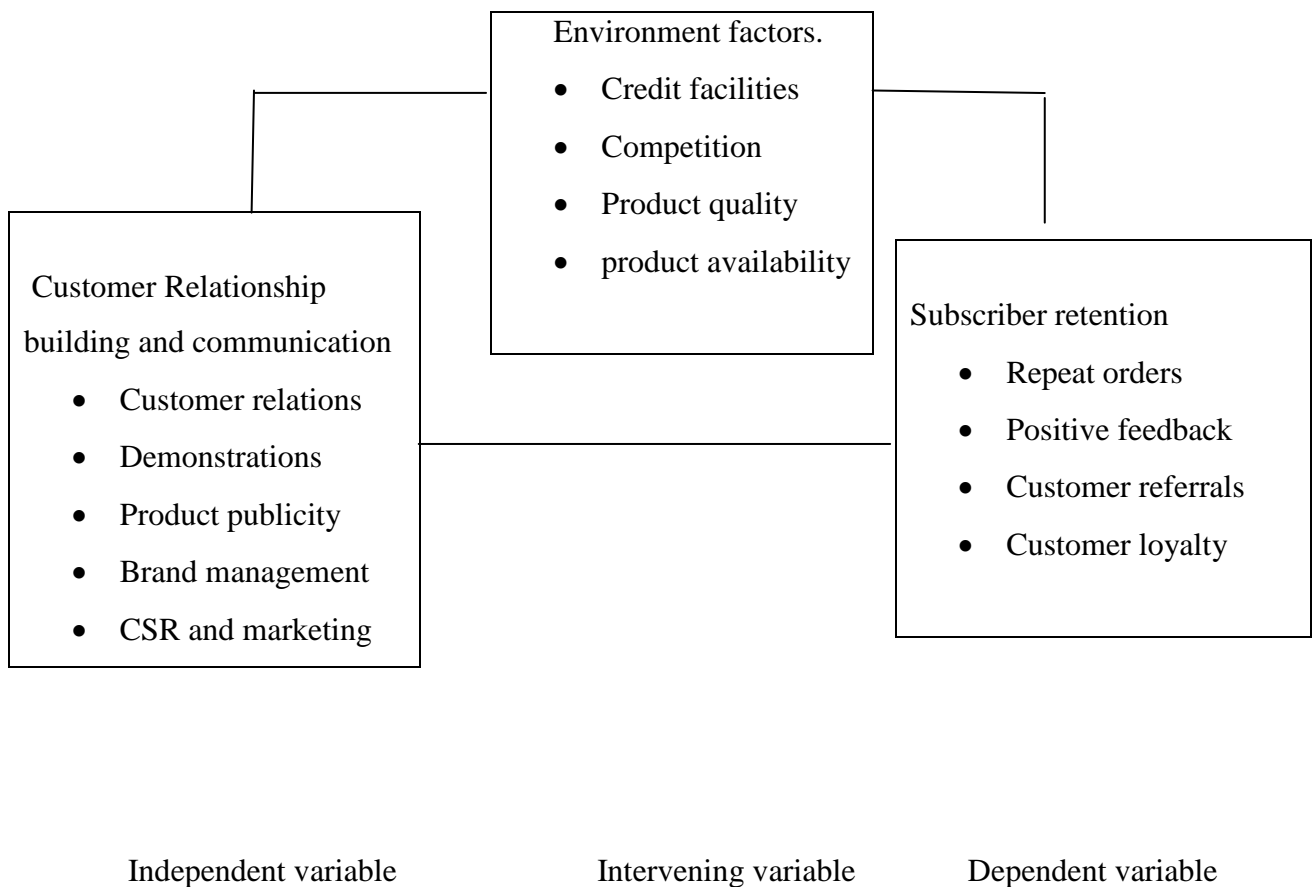 Environment factors.
• Credit facilities
• Competition
• Product quality
• product availability
Customer Relationship
building and communication
• Customer relations
• Demonstrations
• Product publicity
• Brand management
• CSR and marketing
Subscriber retention
• Repeat orders
• Positive feedback
• Customer referrals
• Customer loyalty
Independent variable
Intervening variable
Dependent variable